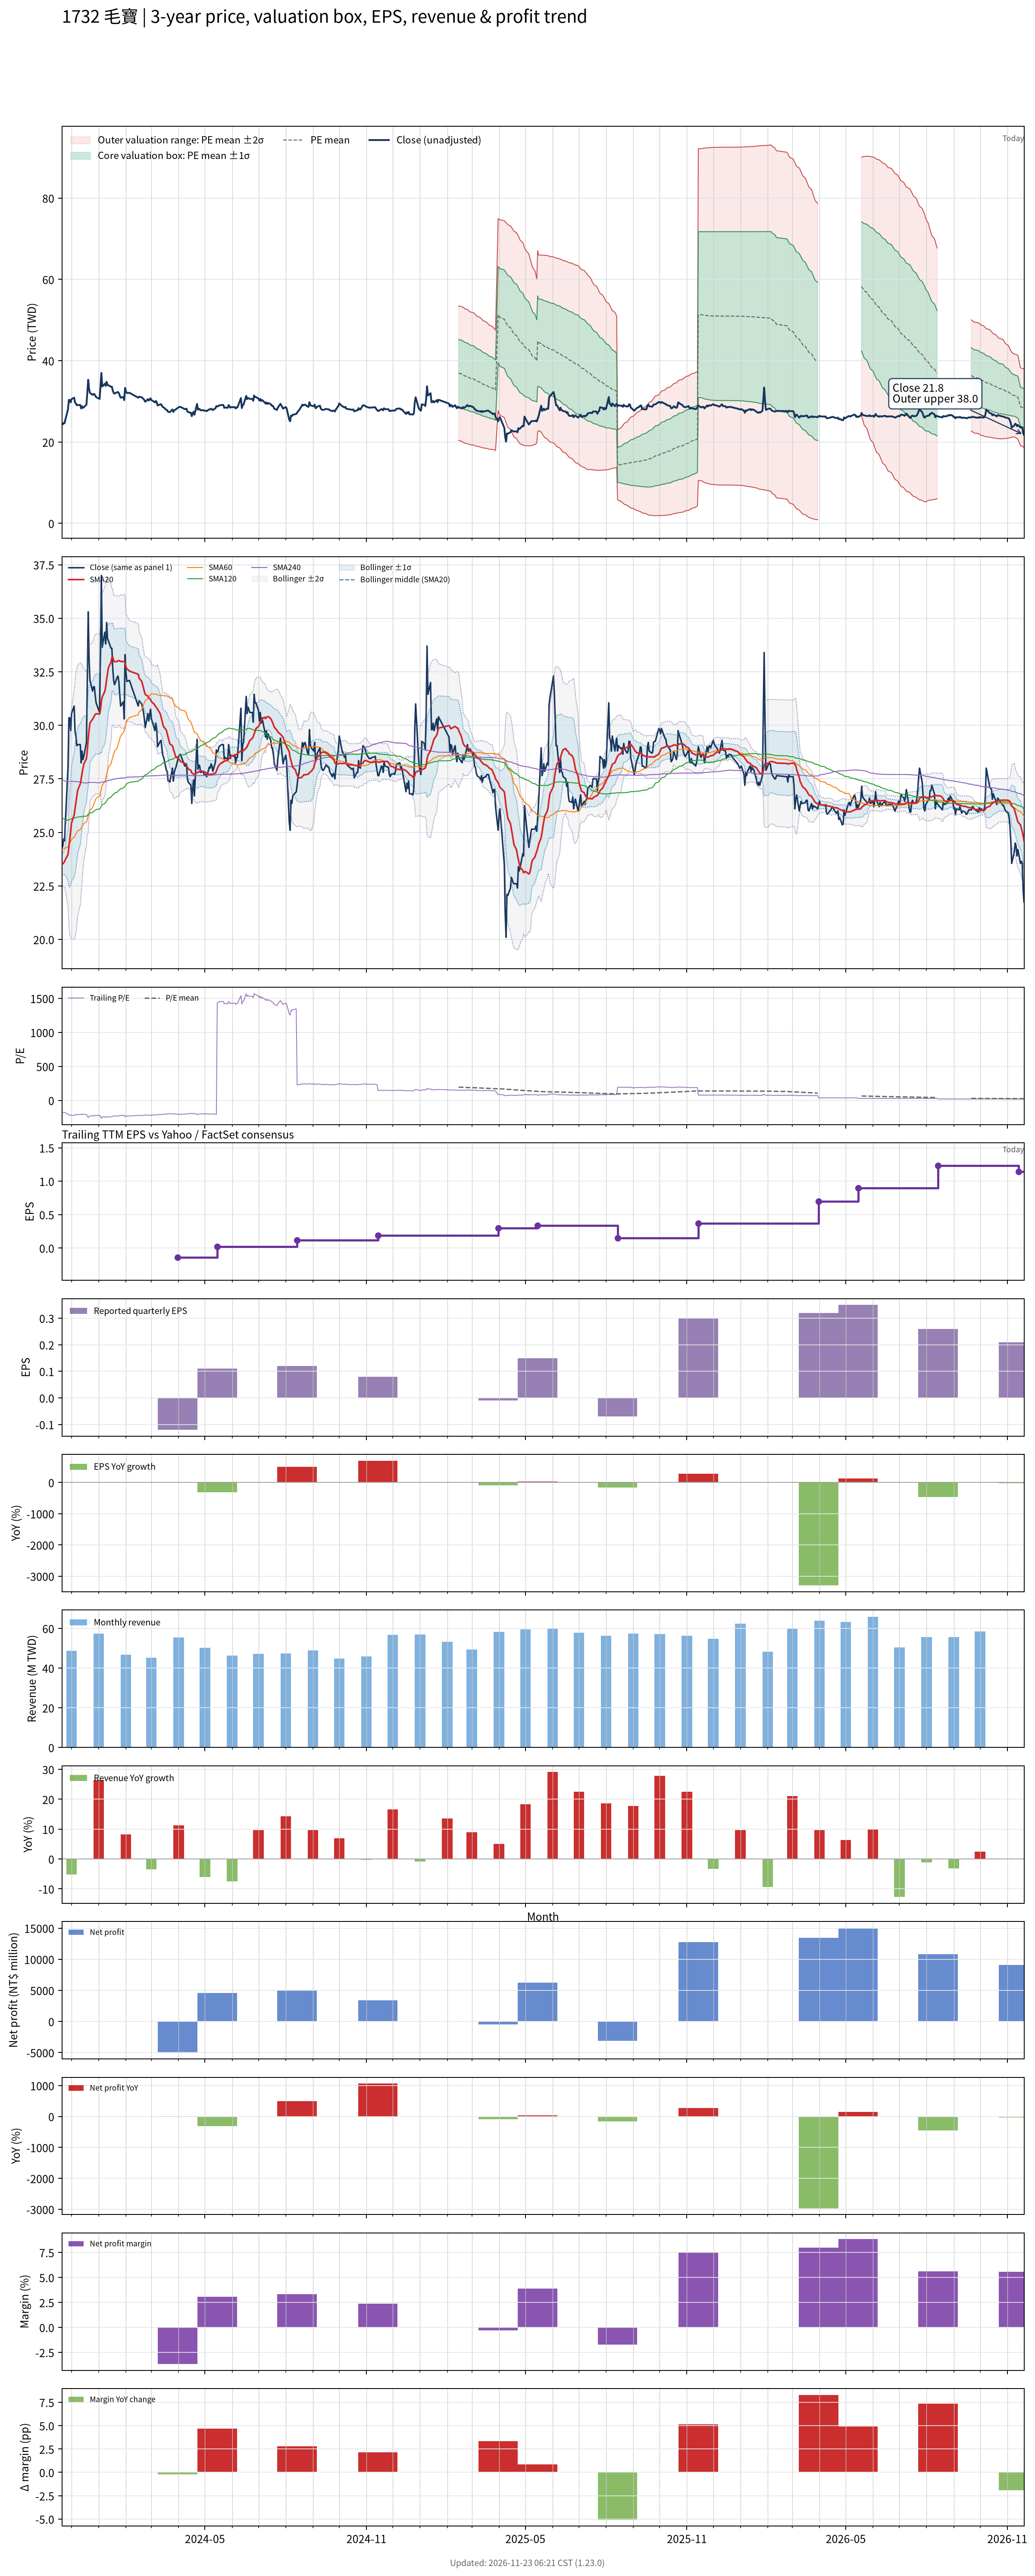 1732 毛寶 | 3-year price, valuation box, EPS, revenue & profit trend
Outer valuation range: PE mean ±2σ
Core valuation box: PE mean ±1σ
PE mean
Close (unadjusted)
Today
Price (TWD)
80
60
40
20
0
Close 21.8
Outer upper 38.0
Close (same as panel 1)
SMA20
SMA60
SMA120
SMA240
Bollinger ±2σ
Bollinger ±1σ
Bollinger middle (SMA20)
Price
37.5
35.0
32.5
30.0
27.5
25.0
22.5
20.0
Trailing P/E
P/E mean
P/E
1500
1000
500
0
Trailing TTM EPS vs Yahoo / FactSet consensus
Today
EPS
1.5
1.0
0.5
0.0
Reported quarterly EPS
EPS
0.3
0.2
0.1
0.0
-0.1
EPS YoY growth
YoY (%)
0
-1000
-2000
-3000
Monthly revenue
Revenue (M TWD)
60
40
20
0
Revenue YoY growth
YoY (%)
30
20
10
0
-10
Month
Net profit
Net profit (NT$ million)
15000
10000
5000
0
-5000
Net profit YoY
YoY (%)
1000
0
-1000
-2000
-3000
Net profit margin
Margin (%)
7.5
5.0
2.5
0.0
-2.5
Margin YoY change
Δ margin (pp)
7.5
5.0
2.5
0.0
-2.5
-5.0
2024-05
2024-11
2025-05
2025-11
2026-05
2026-11
Updated: 2026-11-23 06:21 CST (1.23.0)